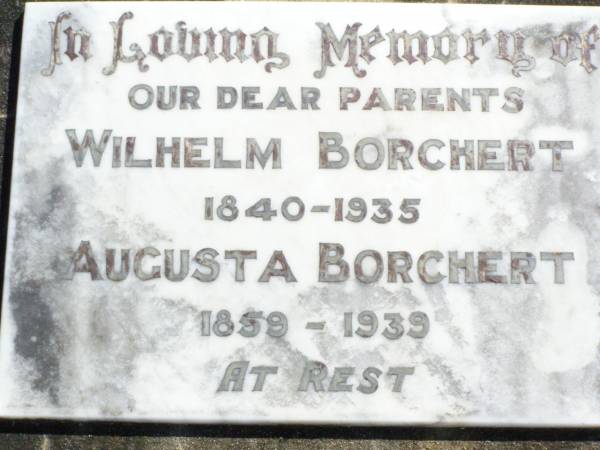 In Loving Memory of
OUR DEAR PARENTS
WILHELM BORCHERT
1840-1935
AUGUSTA BORCHERT
1859 - 1939
AT REST